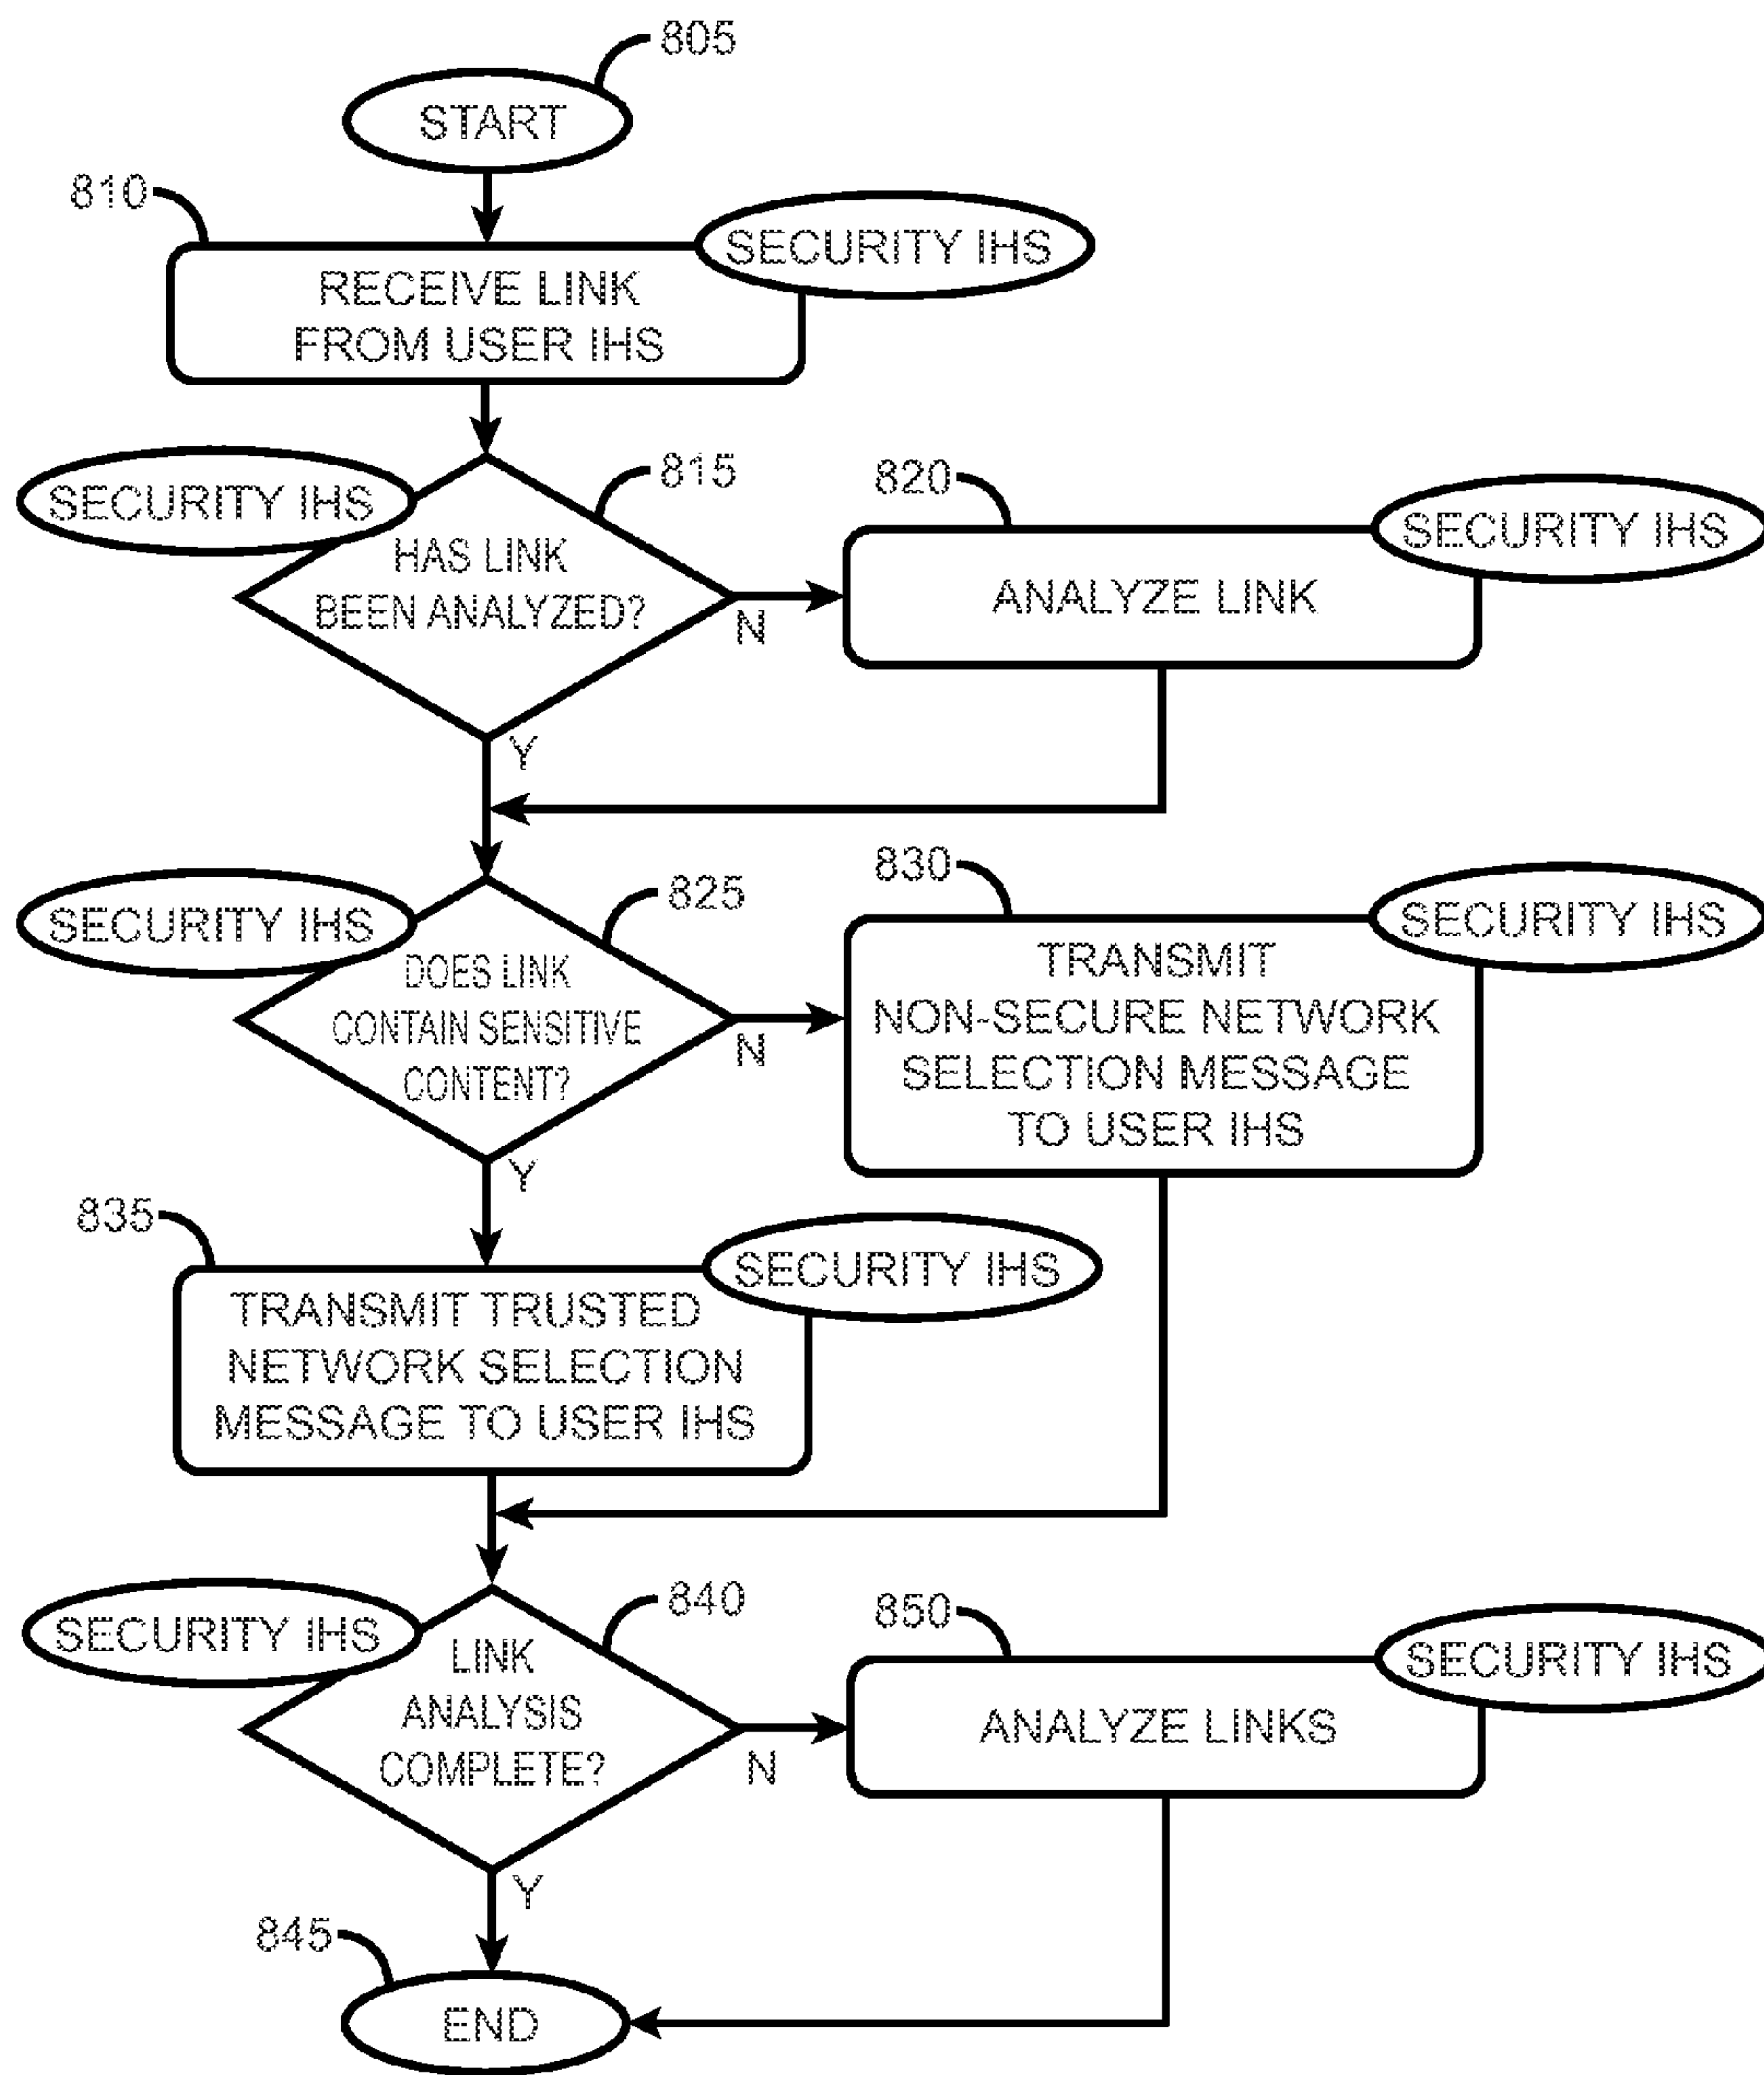 805
START
810
SECURITY IHS
RECEIVE LINK
FROM USER IHS
SECURITY IHS
815
HAS LINK
BEEN ANALYZED?
N
Y
820
SECURITY IHS
ANALYZE LINK
SECURITY IHS
825
DOES LINK
CONTAIN SENSITIVE
CONTENT?
N
Y
830
SECURITY IHS
TRANSMIT
NON-SECURE NETWORK
SELECTION MESSAGE
TO USER IHS
835
SECURITY IHS
TRANSMIT TRUSTED
NETWORK SELECTION
MESSAGE TO USER IHS
SECURITY IHS
840
LINK
ANALYSIS
COMPLETE?
N
Y
850
SECURITY IHS
ANALYZE LINKS
845
END